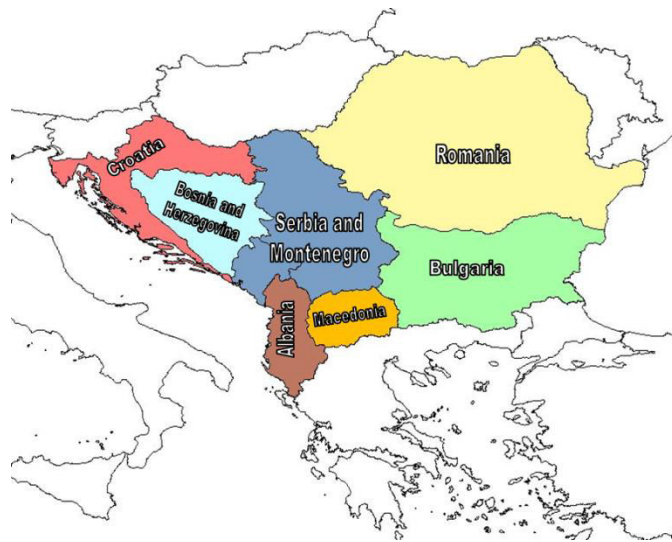 Croatia
Romania
Bosnia and
Herzegovina
Serbia and
Montenegro
Bulgaria
Albania
Macedonia